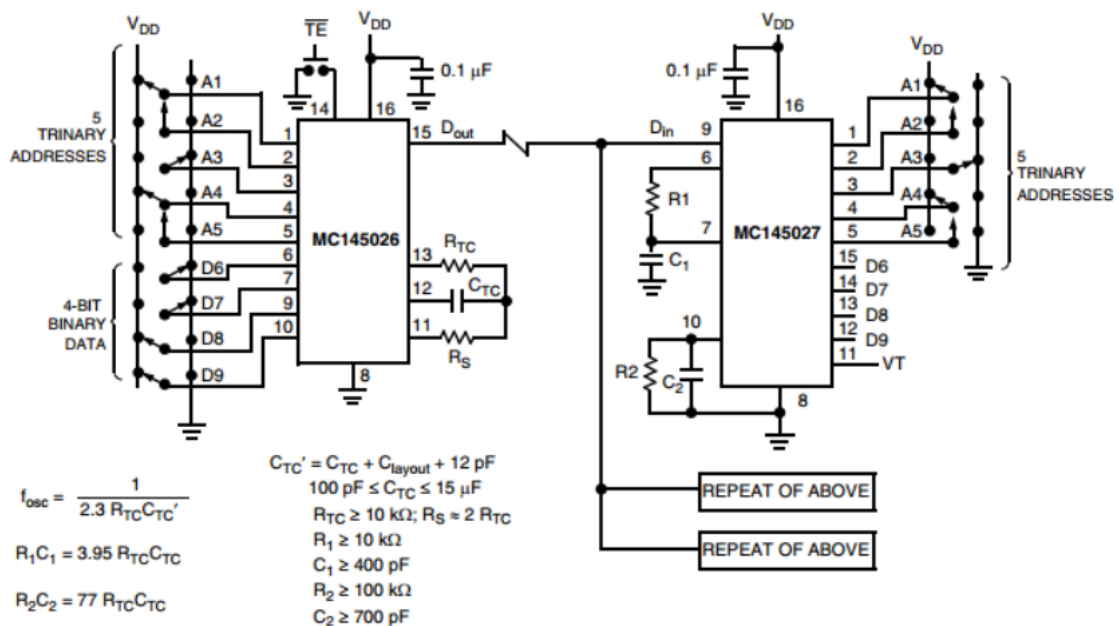 VDD
TE
VDD
0.1 μF
5
TRINARY
ADDRESSES
A1
A2
A3
A4
A5
4-BIT
BINARY
DATA
D6
D7
D8
D9
14
16
1
2
3
4
5
6
7
9
10
MC145026
15
Dout
13
RTC
12
CTC
11
RS
8
VDD
0.1 μF
16
Din
9
6
R1
7
C1
10
R2
C2
MC145027
8
1
2
3
4
5
15
D6
14
D7
13
D8
12
D9
11
VT
VDD
A1
A2
A3
A4
A5
5
TRINARY
ADDRESSES
REPEAT OF ABOVE
REPEAT OF ABOVE
fosc = 1 / 2.3 RTCCTC′
R1C1 = 3.95 RTCCTC
R2C2 = 77 RTCCTC
CTC′ = CTC + Clayout + 12 pF
100 pF ≤ CTC ≤ 15 μF
RTC ≥ 10 kΩ; RS ≈ 2 RTC
R1 ≥ 10 kΩ
C1 ≥ 400 pF
R2 ≥ 100 kΩ
C2 ≥ 700 pF